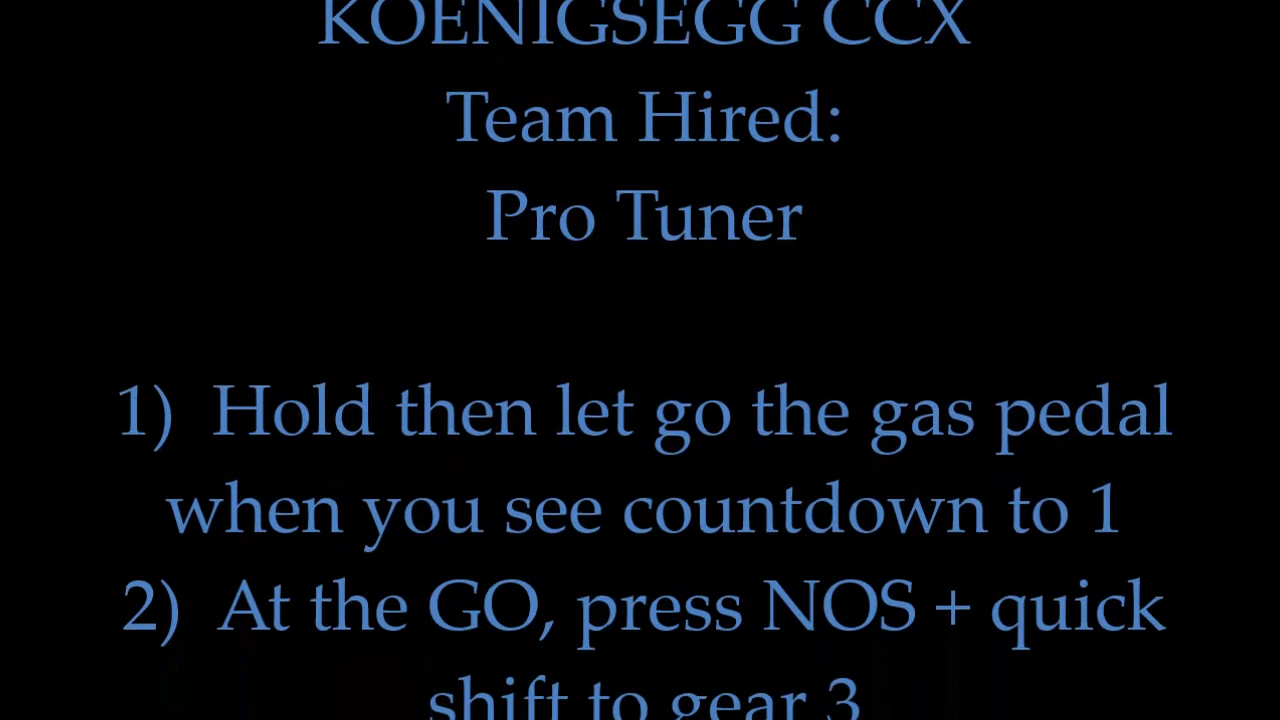 KOENIGSEGG CCX
Team Hired:
Pro Tuner
1) Hold then let go the gas pedal
when you see countdown to 1
2) At the GO, press NOS + quick
shift to gear 3